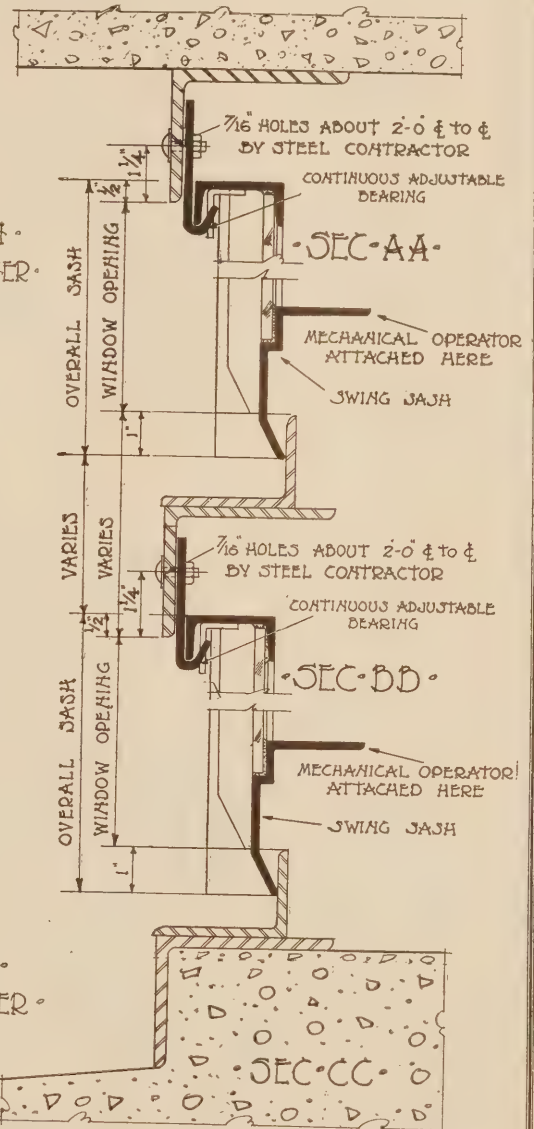 7/16" HOLES ABOUT 2'-0" ℄ to ℄
BY STEEL CONTRACTOR
1 1/4"
CONTINUOUS ADJUSTABLE
BEARING
1/2"
·SEC·AA·
ER·
OVERALL SASH
WINDOW OPENING
MECHANICAL OPERATOR
ATTACHED HERE
SWING SASH
1"
VARIES
VARIES
7/16" HOLES ABOUT 2'-0" ℄ to ℄
BY STEEL CONTRACTOR
1 1/4"
CONTINUOUS ADJUSTABLE
BEARING
1/2"
·SEC·BB·
OVERALL SASH
WINDOW OPENING
MECHANICAL OPERATOR
ATTACHED HERE
SWING SASH
1"
ER·
·SEC·CC·